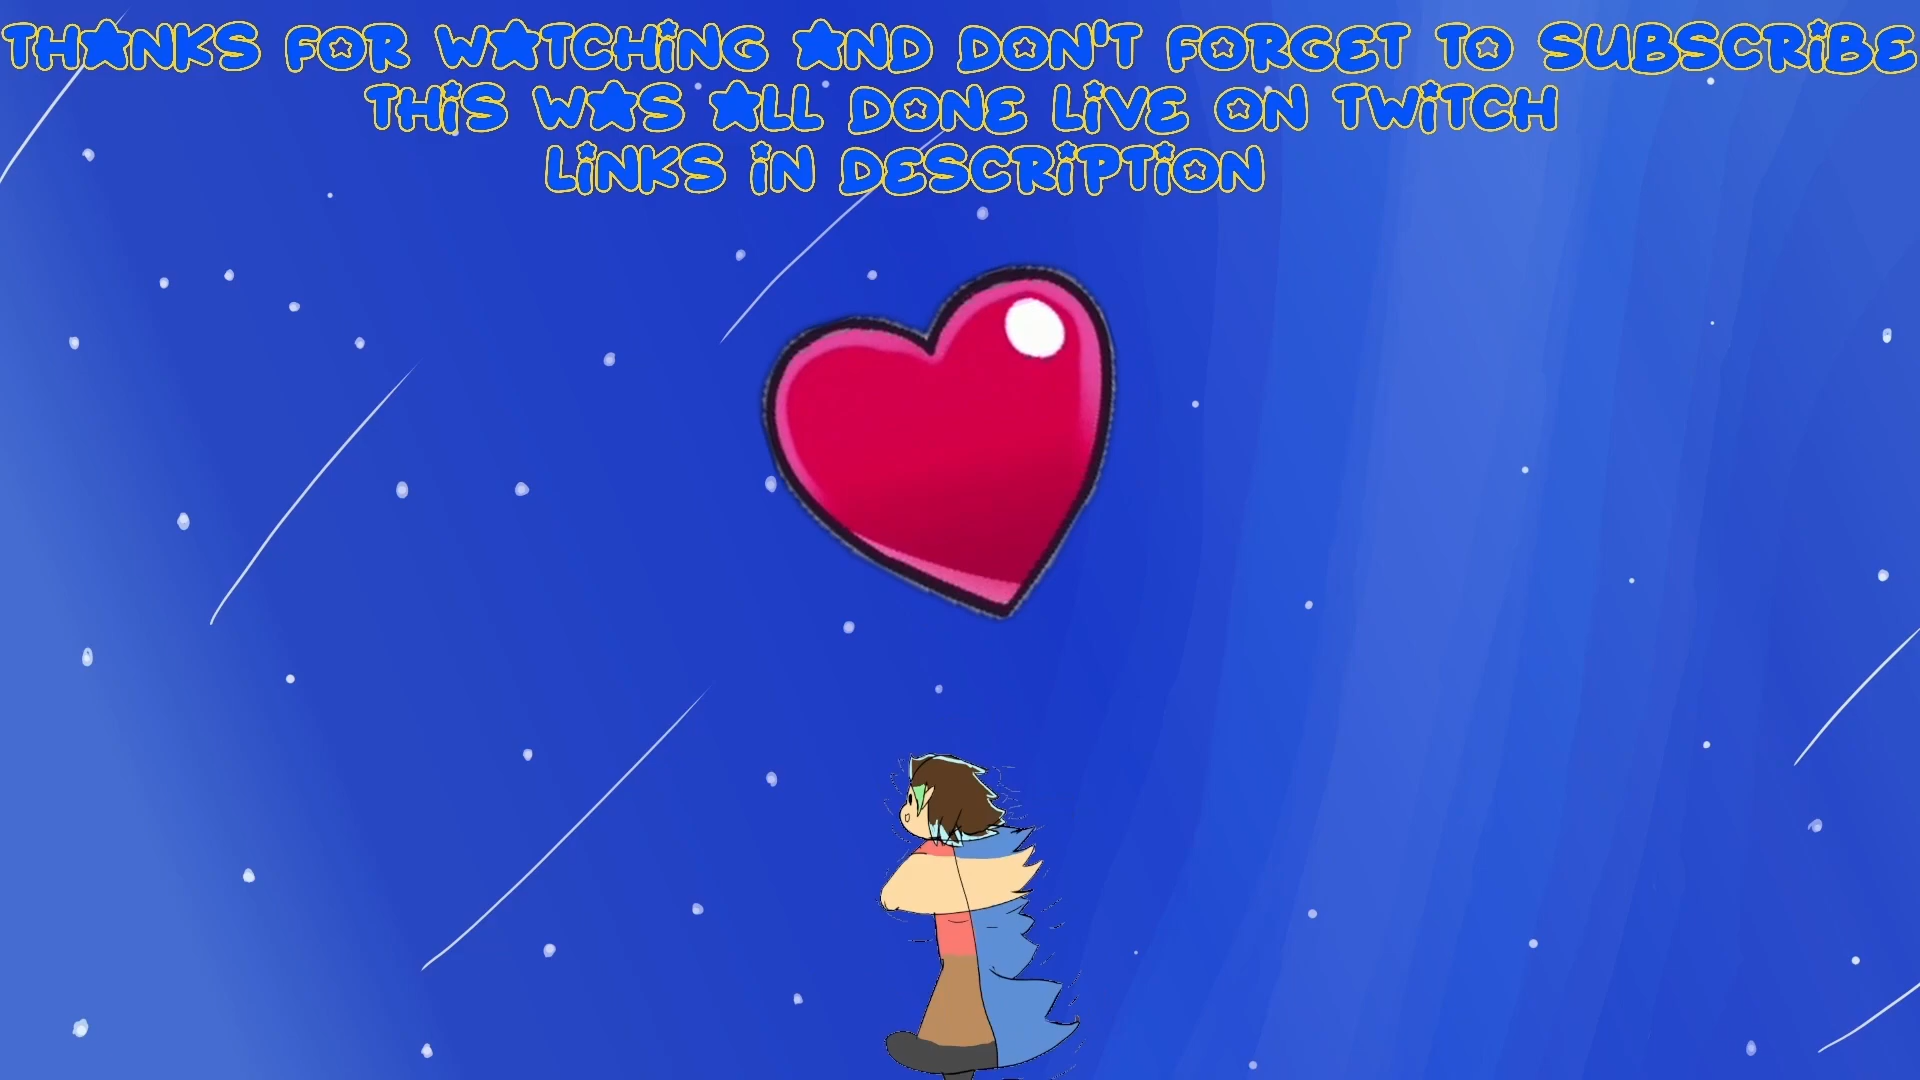 THANKS FOR WATCHING AND DON'T FORGET TO SUBSCRIBE
THIS WAS ALL DONE LIVE ON TWITCH
LINKS IN DESCRIPTION